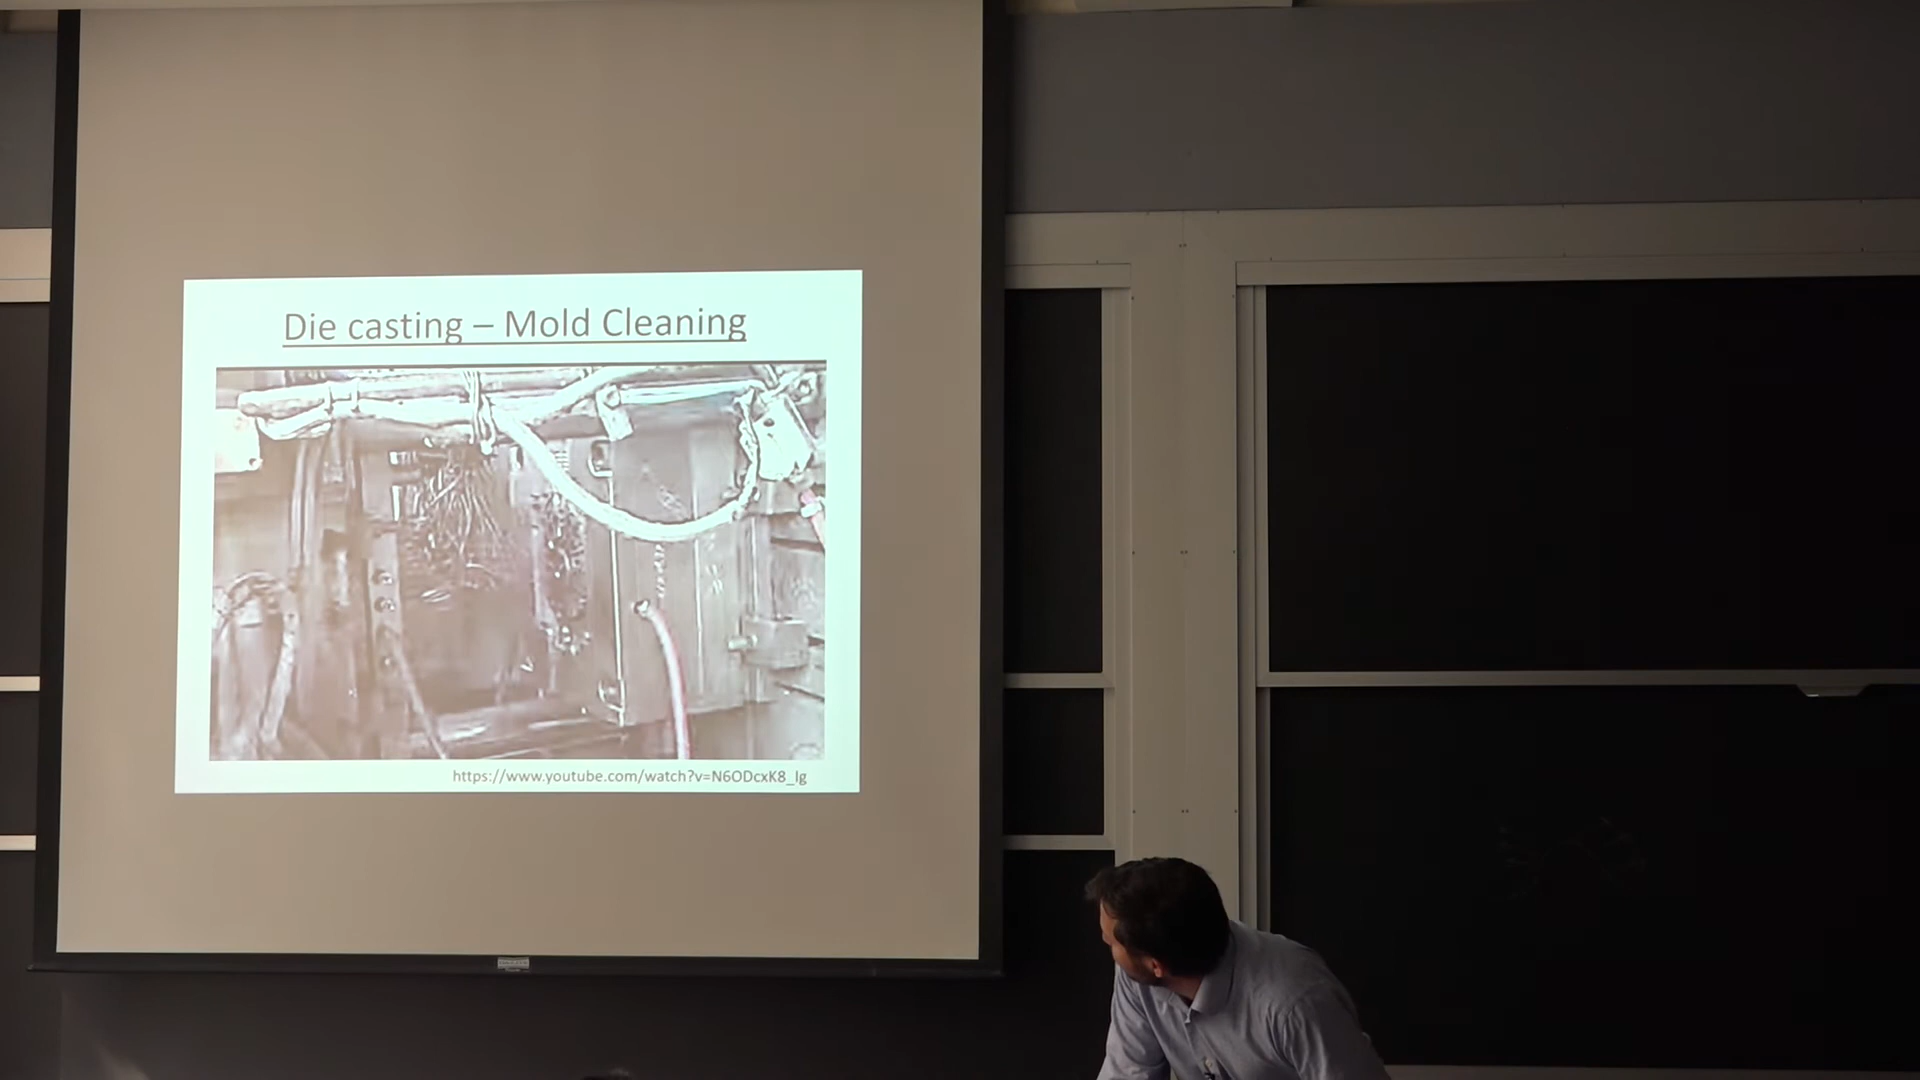 Die casting – Mold Cleaning
https://www.youtube.com/watch?v=N6ODcxK8_lg